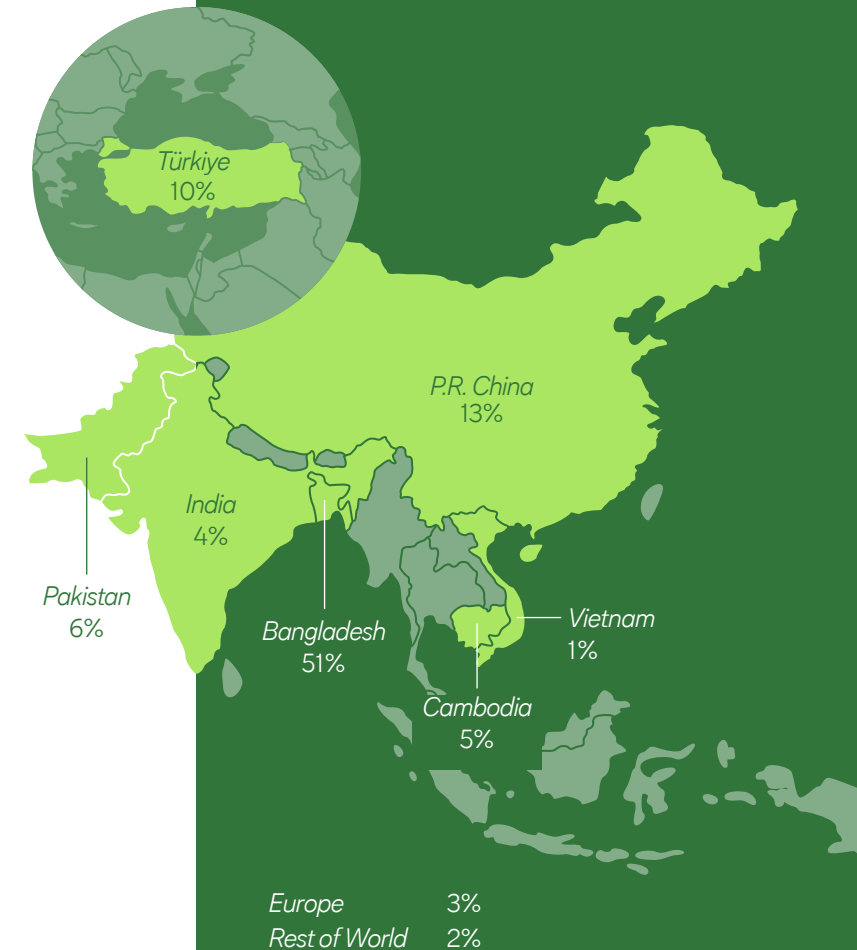 Türkiye
10%
P.R. China
13%
India
4%
Pakistan
6%
Bangladesh
51%
Vietnam
1%
Cambodia
5%
Europe 3%
Rest of World 2%